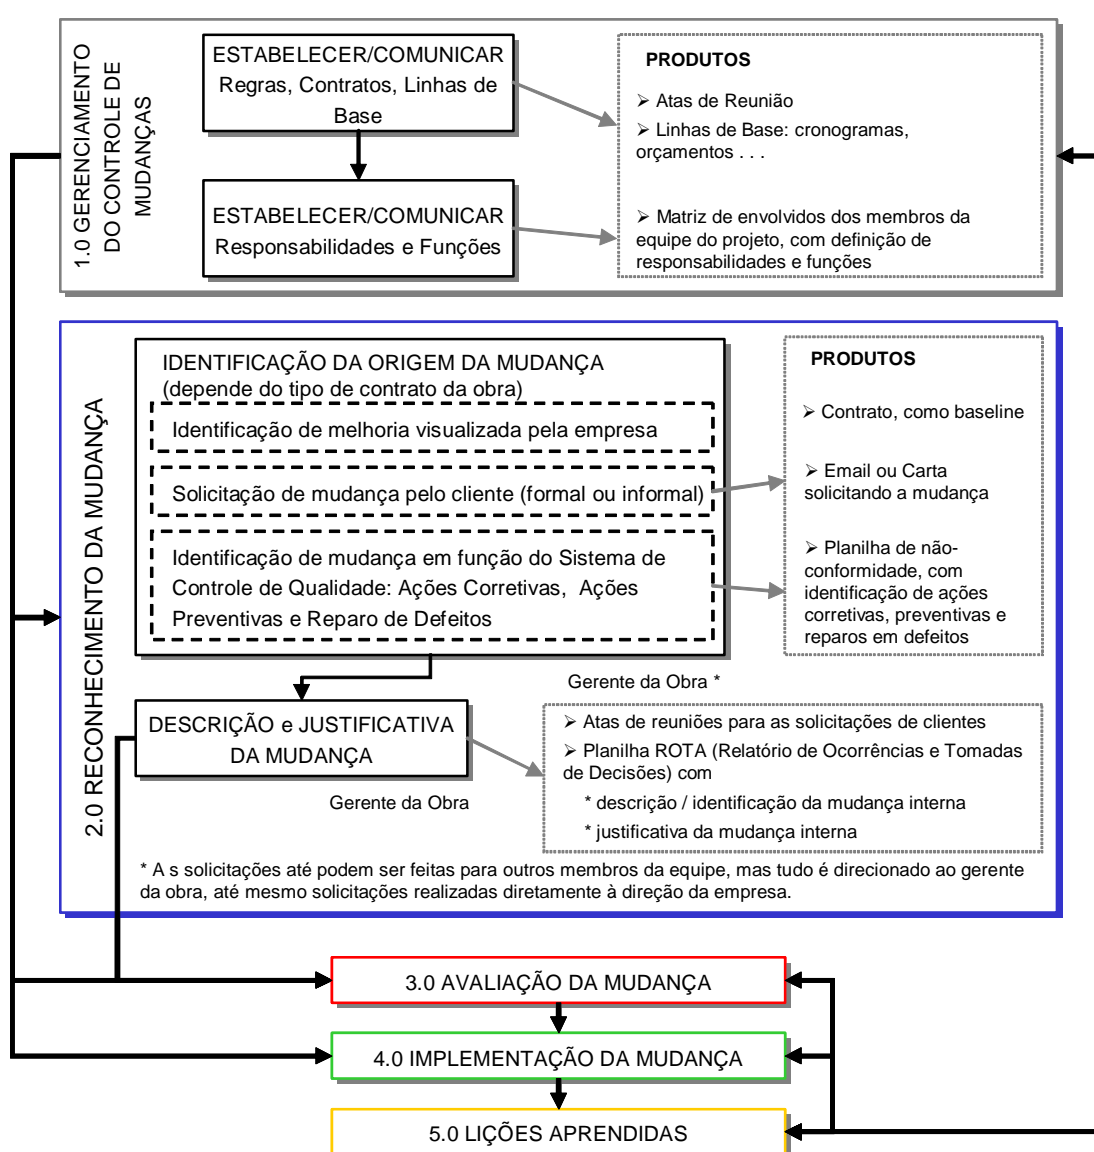 1.0 GERENCIAMENTO
DO CONTROLE DE
MUDANÇAS
ESTABELECER/COMUNICAR
Regras, Contratos, Linhas de
Base
ESTABELECER/COMUNICAR
Responsabilidades e Funções
PRODUTOS
➢ Atas de Reunião
➢ Linhas de Base: cronogramas,
orçamentos . . .
➢ Matriz de envolvidos dos membros da
equipe do projeto, com definição de
responsabilidades e funções
2.0 RECONHECIMENTO DA MUDANÇA
IDENTIFICAÇÃO DA ORIGEM DA MUDANÇA
(depende do tipo de contrato da obra)
Identificação de melhoria visualizada pela empresa
Solicitação de mudança pelo cliente (formal ou informal)
Identificação de mudança em função do Sistema de
Controle de Qualidade: Ações Corretivas, Ações
Preventivas e Reparo de Defeitos
PRODUTOS
➢ Contrato, como baseline
➢ Email ou Carta
solicitando a mudança
➢ Planilha de não-
conformidade, com
identificação de ações
corretivas, preventivas e
reparos em defeitos
Gerente da Obra *
DESCRIÇÃO e JUSTIFICATIVA
DA MUDANÇA
Gerente da Obra
➢ Atas de reuniões para as solicitações de clientes
➢ Planilha ROTA (Relatório de Ocorrências e Tomadas
de Decisões) com
* descrição / identificação da mudança interna
* justificativa da mudança interna
* A s solicitações até podem ser feitas para outros membros da equipe, mas tudo é direcionado ao gerente
da obra, até mesmo solicitações realizadas diretamente à direção da empresa.
3.0 AVALIAÇÃO DA MUDANÇA
4.0 IMPLEMENTAÇÃO DA MUDANÇA
5.0 LIÇÕES APRENDIDAS